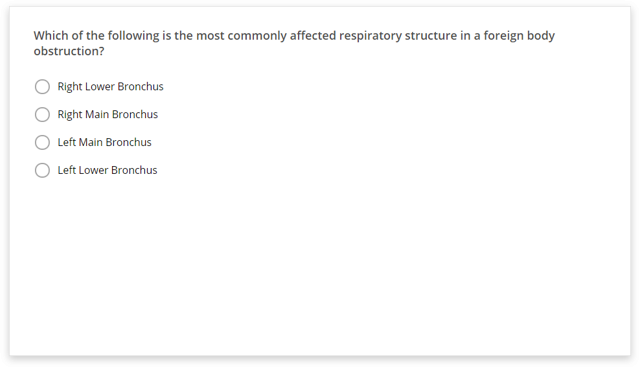 Which of the following is the most commonly affected respiratory structure in a foreign body
obstruction?
Right Lower Bronchus
Right Main Bronchus
Left Main Bronchus
Left Lower Bronchus